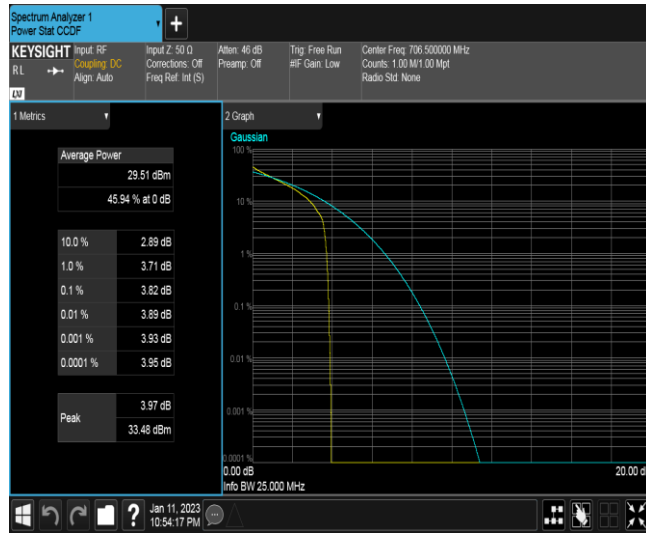 Spectrum Analyzer 1
Power Stat CCDF
+
KEYSIGHT
R L
LXI
Input: RF
Coupling: DC
Align: Auto
Input Z: 50 Ω
Corrections: Off
Freq Ref: Int (S)
Atten: 46 dB
Preamp: Off
Trig: Free Run
#IF Gain: Low
Center Freq: 706.500000 MHz
Counts: 1.00 M/1.00 Mpt
Radio Std: None
1 Metrics
Average Power
29.51 dBm
45.94 % at 0 dB
10.0 % 2.89 dB
1.0 % 3.71 dB
0.1 % 3.82 dB
0.01 % 3.89 dB
0.001 % 3.93 dB
0.0001 % 3.95 dB
Peak
3.97 dB
33.48 dBm
2 Graph
Gaussian
100 %
10 %
1 %
0.1 %
0.01 %
0.001 %
0.0001 %
0.00 dB
20.00 d
Info BW 25.000 MHz
?
Jan 11, 2023
10:54:17 PM